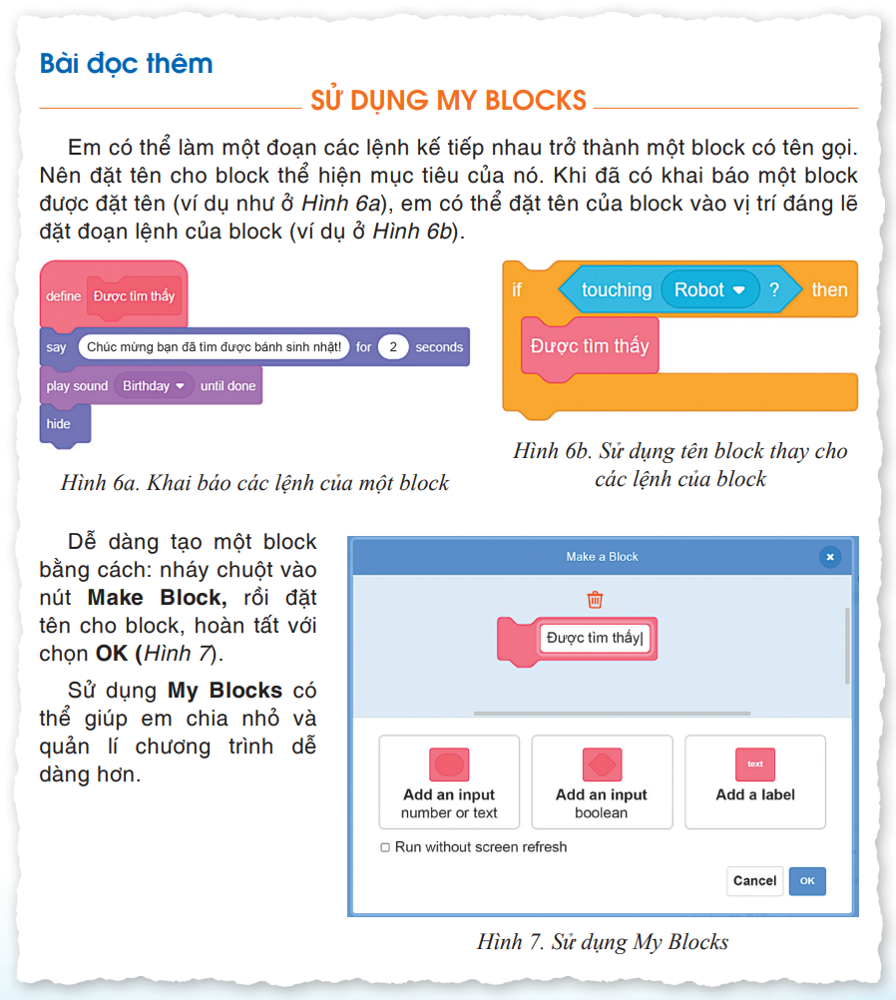 Bài đọc thêm
SỬ DỤNG MY BLOCKS
Em có thể làm một đoạn các lệnh kế tiếp nhau trở thành một block có tên gọi.
Nên đặt tên cho block thể hiện mục tiêu của nó. Khi đã có khai báo một block
được đặt tên (ví dụ như ở Hình 6a), em có thể đặt tên của block vào vị trí đáng lẽ
đặt đoạn lệnh của block (ví dụ ở Hình 6b).
define Được tìm thấy
say Chúc mừng bạn đã tìm được bánh sinh nhật! for 2 seconds
play sound Birthday until done
hide
Hình 6a. Khai báo các lệnh của một block
if touching Robot ? then
Được tìm thấy
Hình 6b. Sử dụng tên block thay cho
các lệnh của block
Dễ dàng tạo một block
bằng cách: nháy chuột vào
nút Make Block, rồi đặt
tên cho block, hoàn tất với
chọn OK (Hình 7).
Sử dụng My Blocks có
thể giúp em chia nhỏ và
quản lí chương trình dễ
dàng hơn.
Make a Block
Được tìm thấy
Add an input
number or text
Add an input
boolean
text
Add a label
Run without screen refresh
Cancel
OK
Hình 7. Sử dụng My Blocks